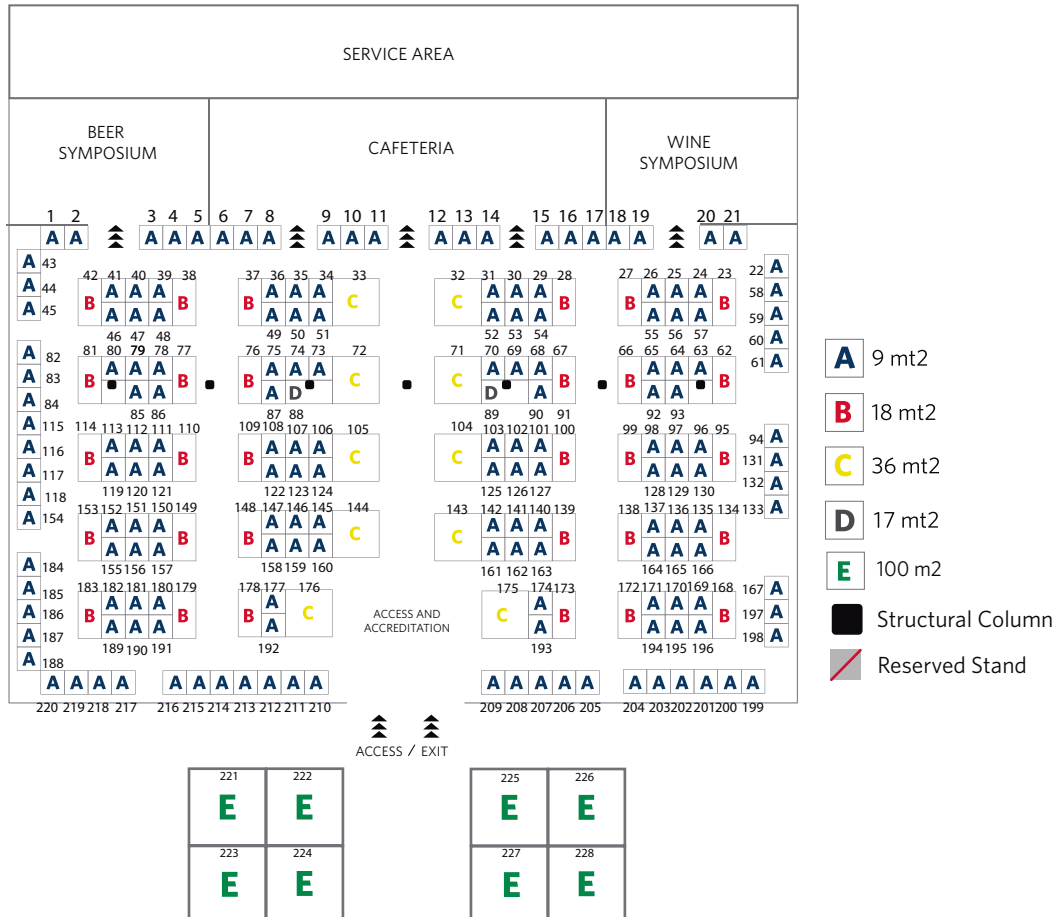 SERVICE AREA
BEER
SYMPOSIUM
CAFETERIA
WINE
SYMPOSIUM
1 2 3 4 5 6 7 8 9 10 11 12 13 14 15 16 17 18 19 20 21
A A A A A A A A A A A A A A A A A A A A A
A 43
A 44
A 45
22 A
58 A
59 A
60 A
61 A
42 41 40 39 38 37 36 35 34 33 32 31 30 29 28 27 26 25 24 23
B A A A B B A A A C C A A A B B A A A B
A A A A A A A A A A A A
46 47 48 49 50 51 52 53 54 55 56 57
81 80 79 78 77 76 75 74 73 72 71 70 69 68 67 66 65 64 63 62
B A A A B B A A A C C A A A B B A A A B
A A A D D A A A
85 86 87 88 89 90 91 92 93
A 82
A 83
A 84
A 115
A 116
A 117
A 118
A 154
94 A
131 A
132 A
133 A
114 113 112 111 110 109 108 107 106 105 104 103 102 101 100 99 98 97 96 95
B A A A B B A A A C C A A A B B A A A B
A A A A A A A A A A A A
119 120 121 122 123 124 125 126 127 128 129 130
153 152 151 150 149 148 147 146 145 144 143 142 141 140 139 138 137 136 135 134
B A A A B B A A A C C A A A B B A A A B
A A A A A A A A A A A A
155 156 157 158 159 160 161 162 163 164 165 166
A 184
A 185
A 186
A 187
A 188
167 A
197 A
198 A
183 182 181 180 179 178 177 176 175 174 173 172 171 170 169 168
B A A A B B A C C A B B A A A B
A A A A A A A A
189 190 191 192 193 194 195 196
ACCESS AND
ACCREDITATION
A A A A A A A A A A A A A A A A A A A A A A
220 219 218 217 216 215 214 213 212 211 210 209 208 207 206 205 204 203 202 201 200 199
ACCESS / EXIT
221 222 225 226
E E E E
223 224 227 228
E E E E
A 9 mt2
B 18 mt2
C 36 mt2
D 17 mt2
E 100 m2
Structural Column
Reserved Stand